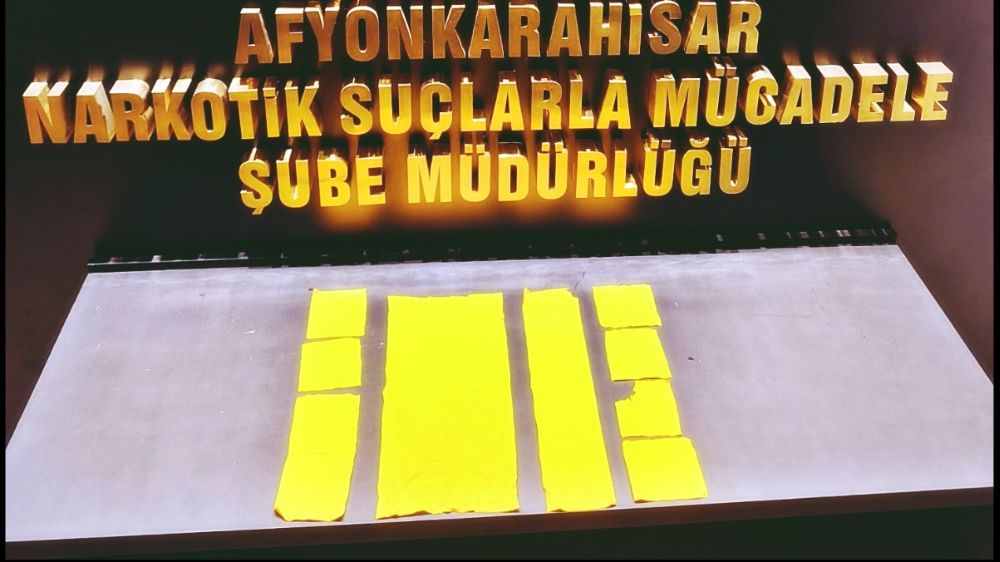 AFYONKARAHİSAR
NARKOTİK SUÇLARLA MÜCADELE
ŞUBE MÜDÜRLÜĞÜ